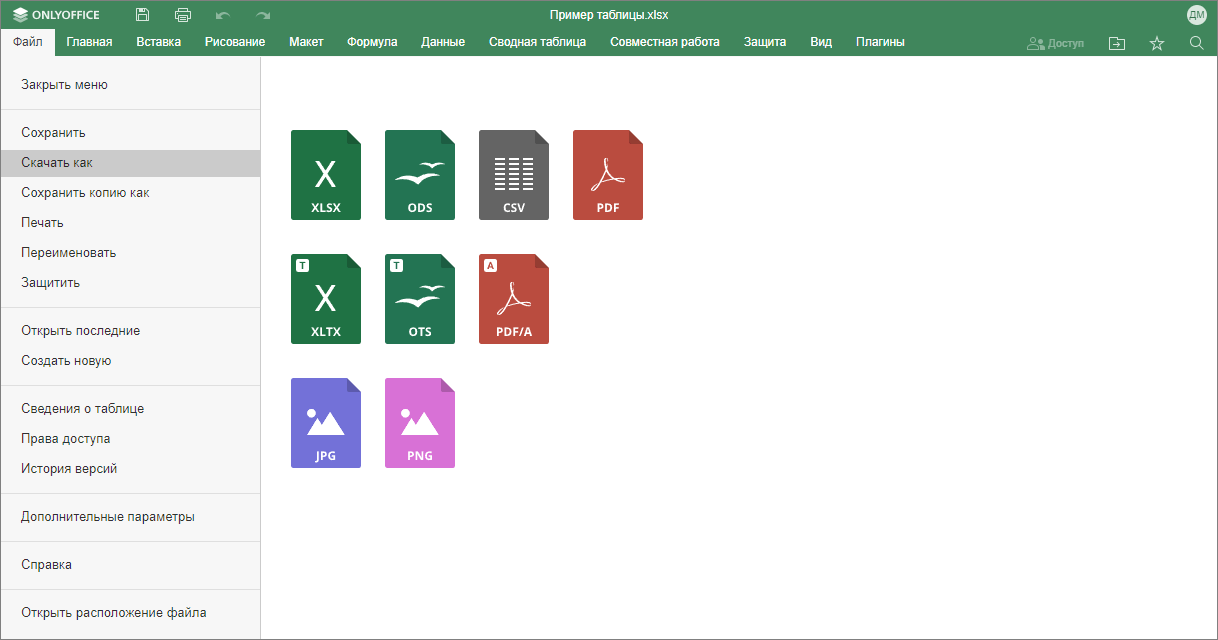 ONLYOFFICE
Пример таблицы.xlsx
ДМ
Файл Главная Вставка Рисование Макет Формула Данные Сводная таблица Совместная работа Защита Вид Плагины Доступ
Закрыть меню
Сохранить
Скачать как
Сохранить копию как
Печать
Переименовать
Защитить
Открыть последние
Создать новую
Сведения о таблице
Права доступа
История версий
Дополнительные параметры
Справка
Открыть расположение файла
X
XLSX ODS CSV PDF
T T A
X
XLTX OTS PDF/A
JPG PNG